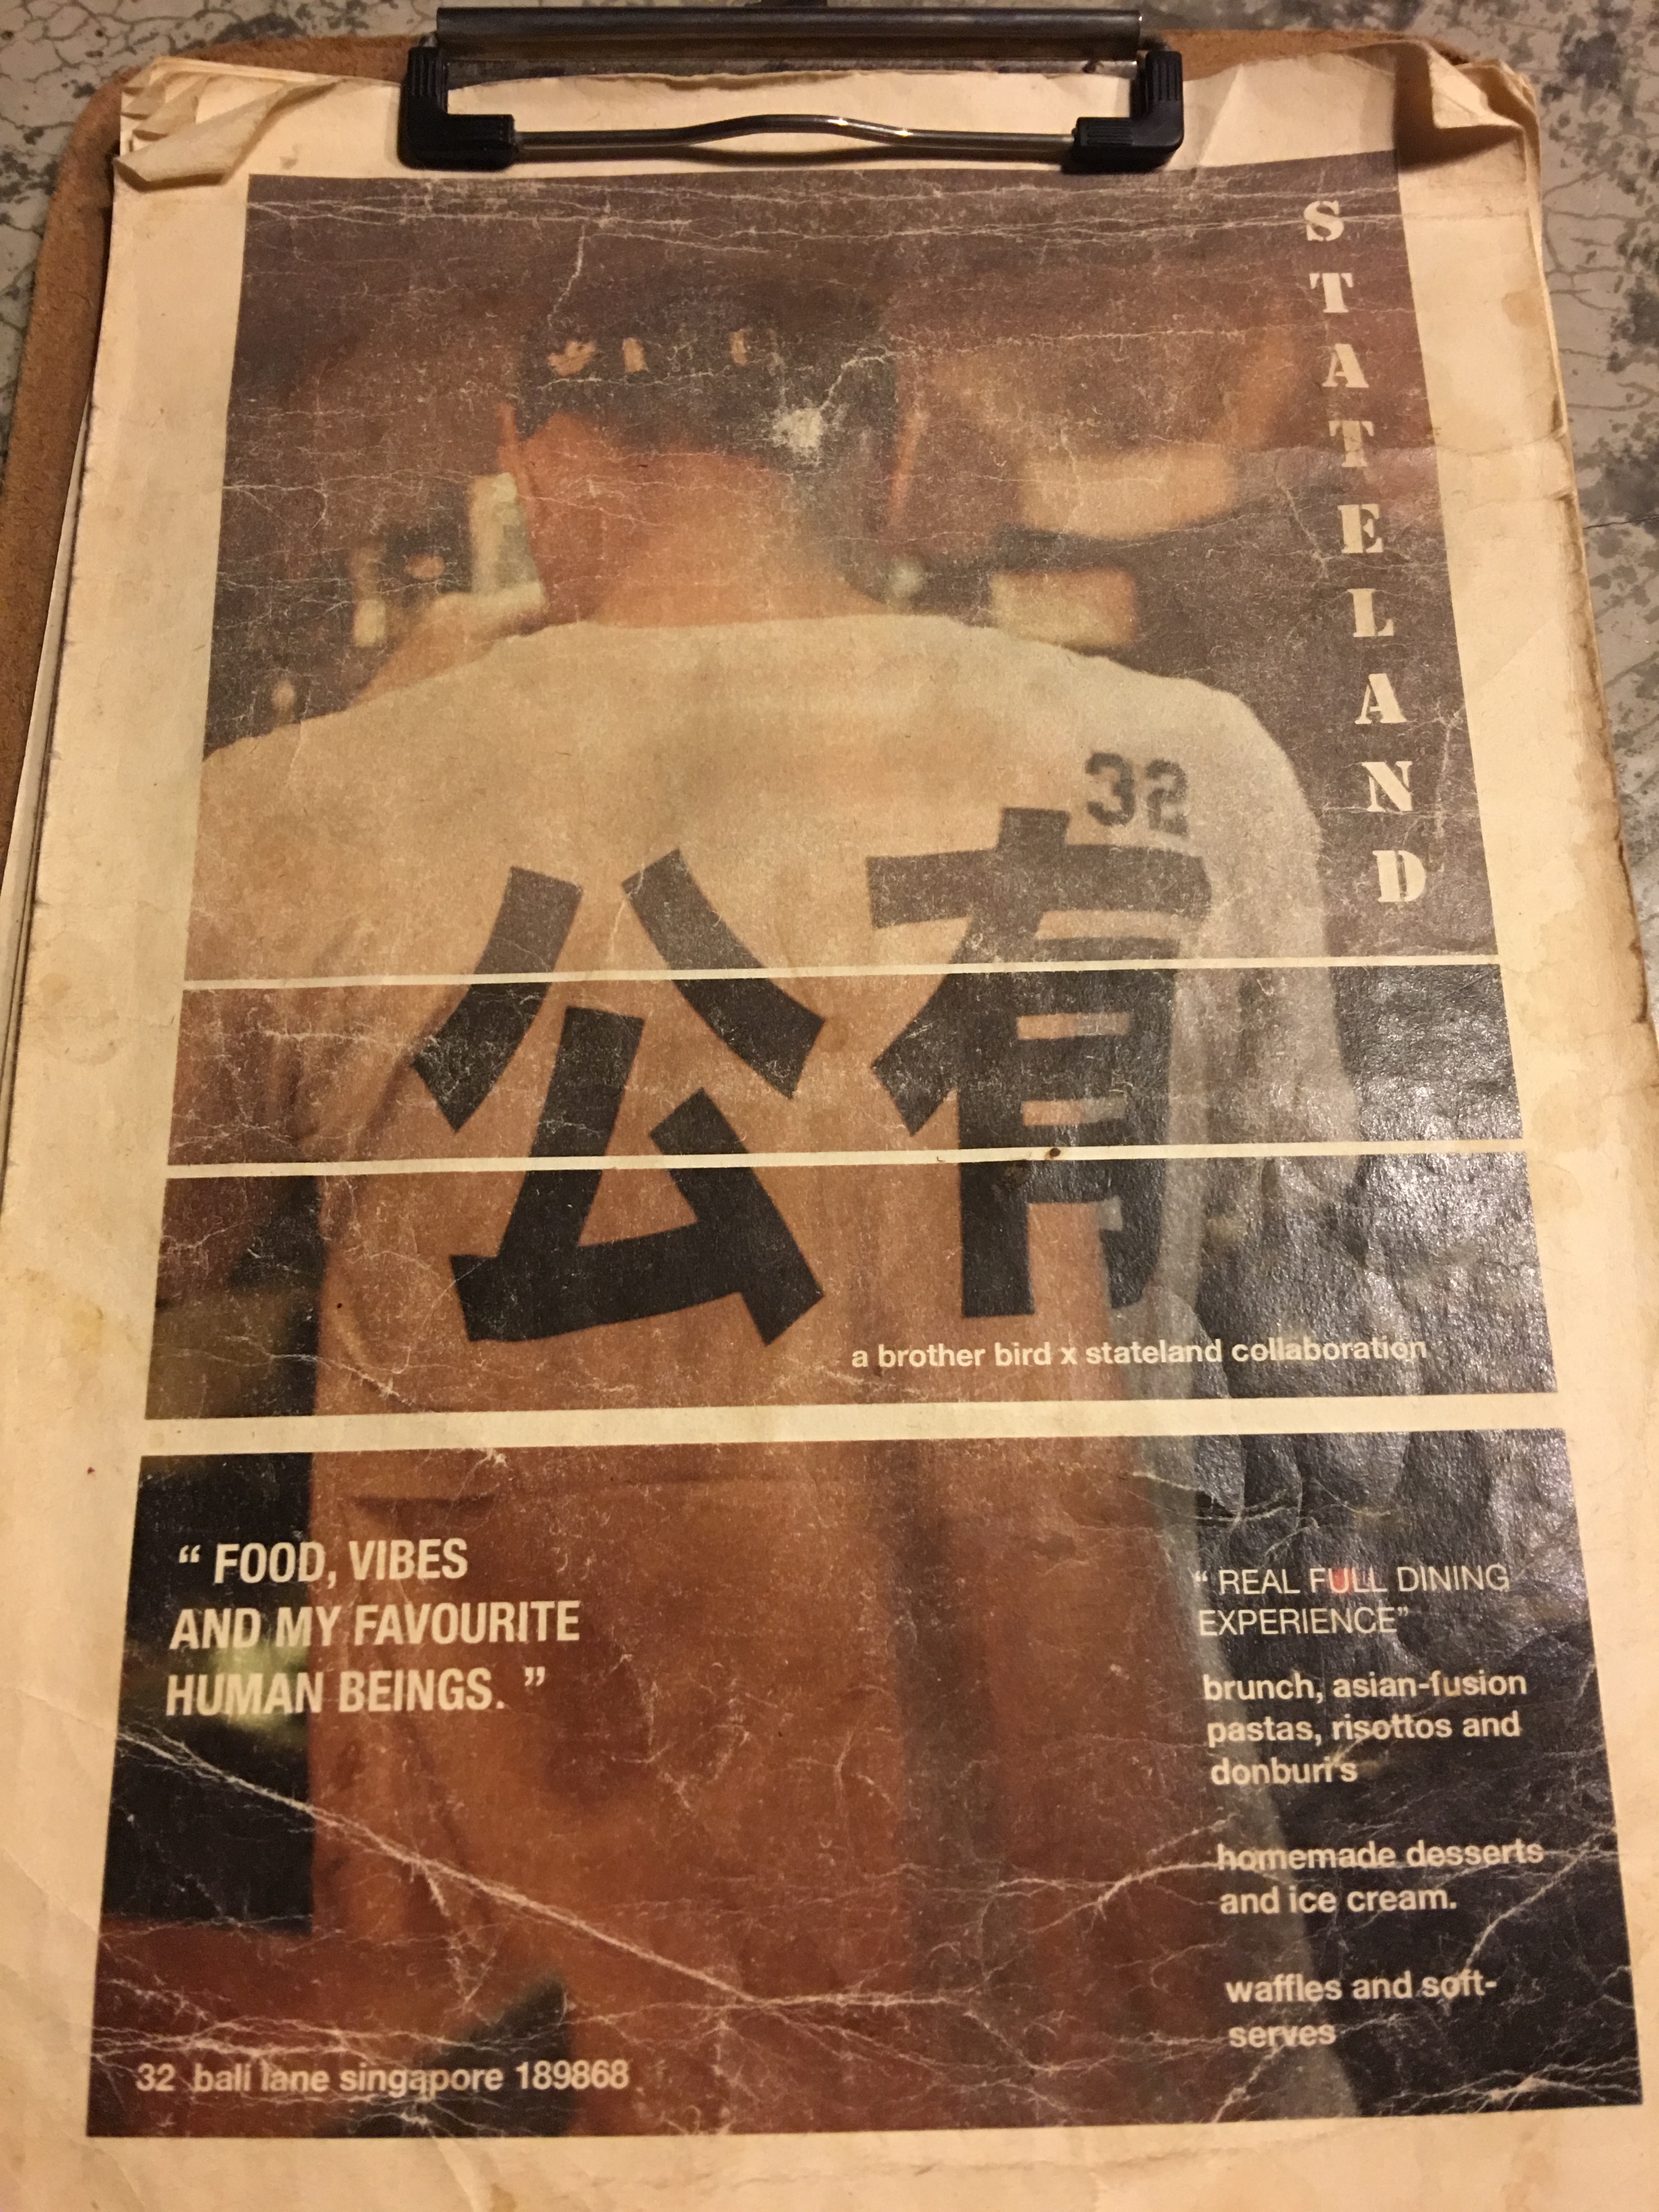 STATELAND
32
公有
a brother bird x stateland collaboration
“ FOOD, VIBES
AND MY FAVOURITE
HUMAN BEINGS. ”
“ REAL FULL DINING
EXPERIENCE”
brunch, asian-fusion
pastas, risottos and
donburi's
homemade desserts
and ice cream.
waffles and soft-
serves
32 bali lane singapore 189868